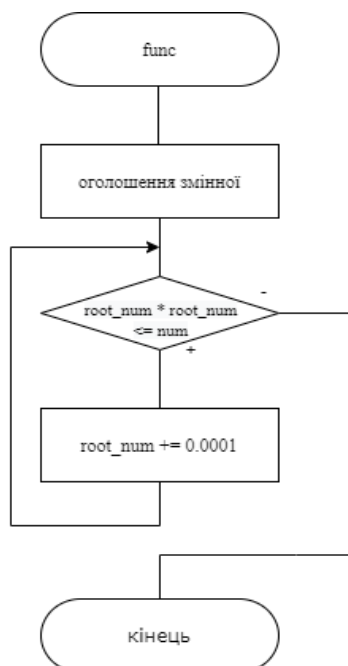 func
оголошення змінної
root_num * root_num
<= num
-
+
root_num += 0.0001
кінець